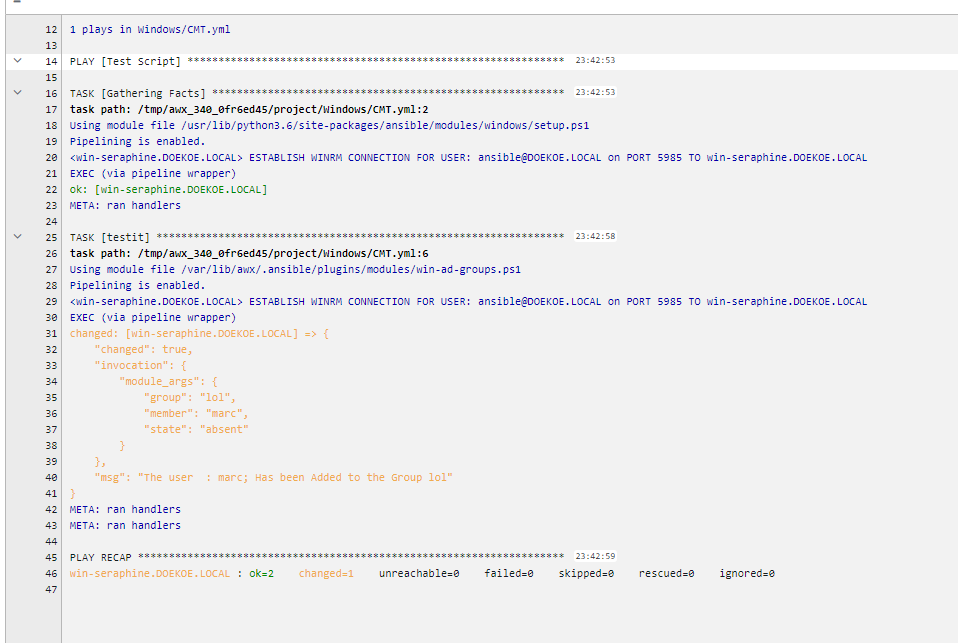 12 1 plays in Windows/CMT.yml
13
14 PLAY [Test Script] ************************************************************* 23:42:53
15
16 TASK [Gathering Facts] ********************************************************* 23:42:53
17 task path: /tmp/awx_340_0fr6ed45/project/Windows/CMT.yml:2
18 Using module file /usr/lib/python3.6/site-packages/ansible/modules/windows/setup.ps1
19 Pipelining is enabled.
20 <win-seraphine.DOEKOE.LOCAL> ESTABLISH WINRM CONNECTION FOR USER: ansible@DOEKOE.LOCAL on PORT 5985 TO win-seraphine.DOEKOE.LOCAL
21 EXEC (via pipeline wrapper)
22 ok: [win-seraphine.DOEKOE.LOCAL]
23 META: ran handlers
24
25 TASK [testit] ****************************************************************** 23:42:58
26 task path: /tmp/awx_340_0fr6ed45/project/Windows/CMT.yml:6
27 Using module file /var/lib/awx/.ansible/plugins/modules/win-ad-groups.ps1
28 Pipelining is enabled.
29 <win-seraphine.DOEKOE.LOCAL> ESTABLISH WINRM CONNECTION FOR USER: ansible@DOEKOE.LOCAL on PORT 5985 TO win-seraphine.DOEKOE.LOCAL
30 EXEC (via pipeline wrapper)
31 changed: [win-seraphine.DOEKOE.LOCAL] => {
32     "changed": true,
33     "invocation": {
34         "module_args": {
35             "group": "lol",
36             "member": "marc",
37             "state": "absent"
38         }
39     },
40     "msg": "The user  : marc; Has been Added to the Group lol"
41 }
42 META: ran handlers
43 META: ran handlers
44
45 PLAY RECAP ********************************************************************* 23:42:59
46 win-seraphine.DOEKOE.LOCAL : ok=2    changed=1    unreachable=0    failed=0    skipped=0    rescued=0    ignored=0
47